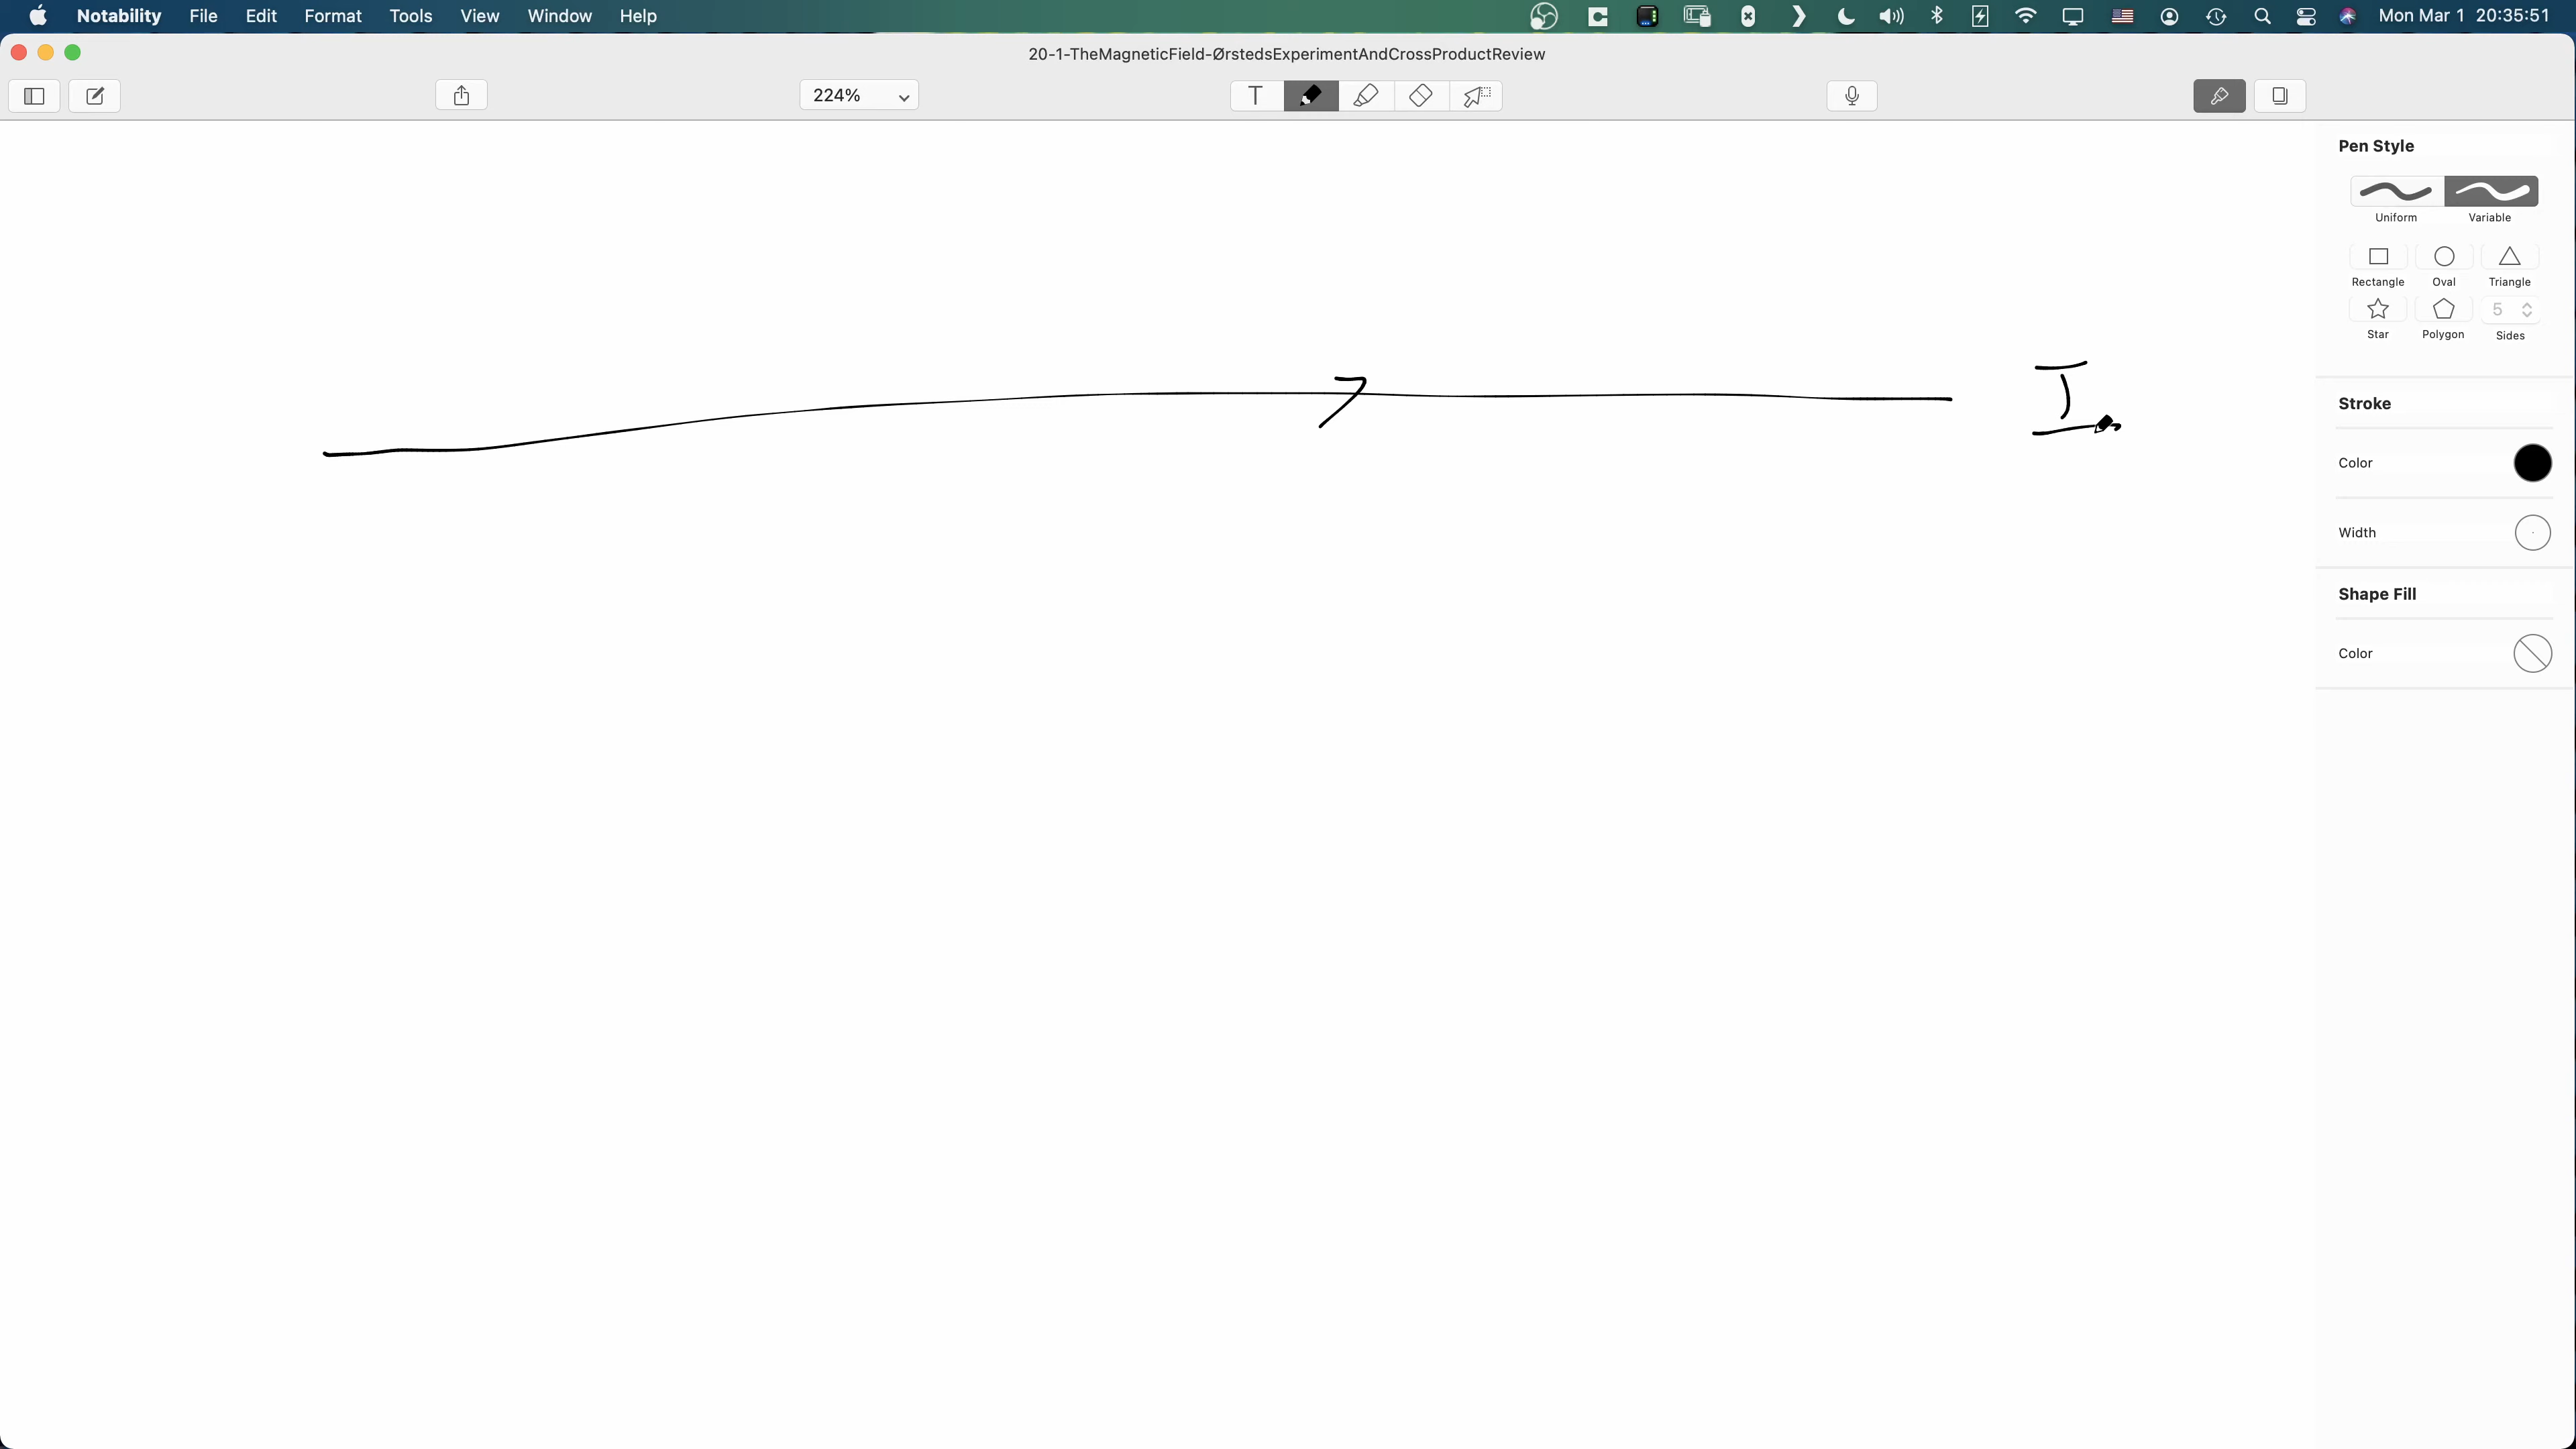 Notability File Edit Format Tools View Window Help Mon Mar 1 20:35:51
20-1-TheMagneticField-ØrstedsExperimentAndCrossProductReview
224% T
Pen Style
Uniform Variable
Rectangle Oval Triangle
5
Star Polygon Sides
I
Stroke
Color
Width
Shape Fill
Color